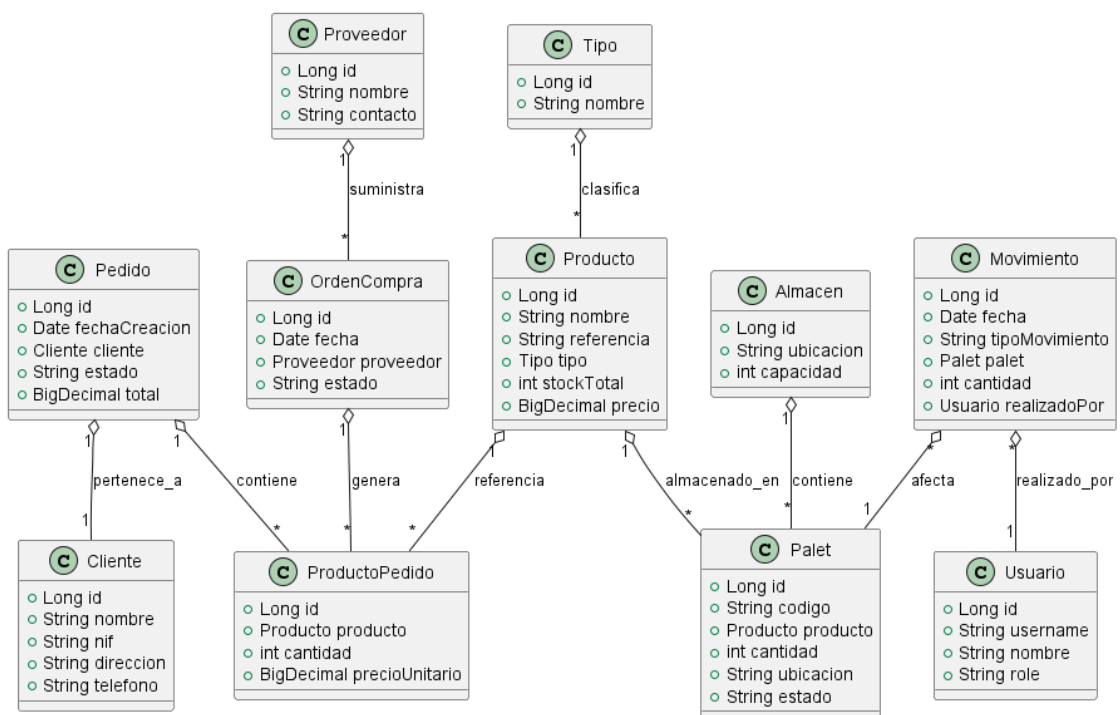 C Proveedor
Long id
String nombre
String contacto
C Tipo
Long id
String nombre
1
1
suministra
clasifica
*
*
C Pedido
Long id
Date fechaCreacion
Cliente cliente
String estado
BigDecimal total
C OrdenCompra
Long id
Date fecha
Proveedor proveedor
String estado
C Producto
Long id
String nombre
String referencia
Tipo tipo
int stockTotal
BigDecimal precio
C Almacen
Long id
String ubicacion
int capacidad
C Movimiento
Long id
Date fecha
String tipoMovimiento
Palet palet
int cantidad
Usuario realizadoPor
1 1 1 1 1 1 * *
pertenece_a contiene genera referencia almacenado_en contiene afecta realizado_por
1 * * * * * 1 1
C Cliente
Long id
String nombre
String nif
String direccion
String telefono
C ProductoPedido
Long id
Producto producto
int cantidad
BigDecimal precioUnitario
C Palet
Long id
String codigo
Producto producto
int cantidad
String ubicacion
String estado
C Usuario
Long id
String username
String nombre
String role